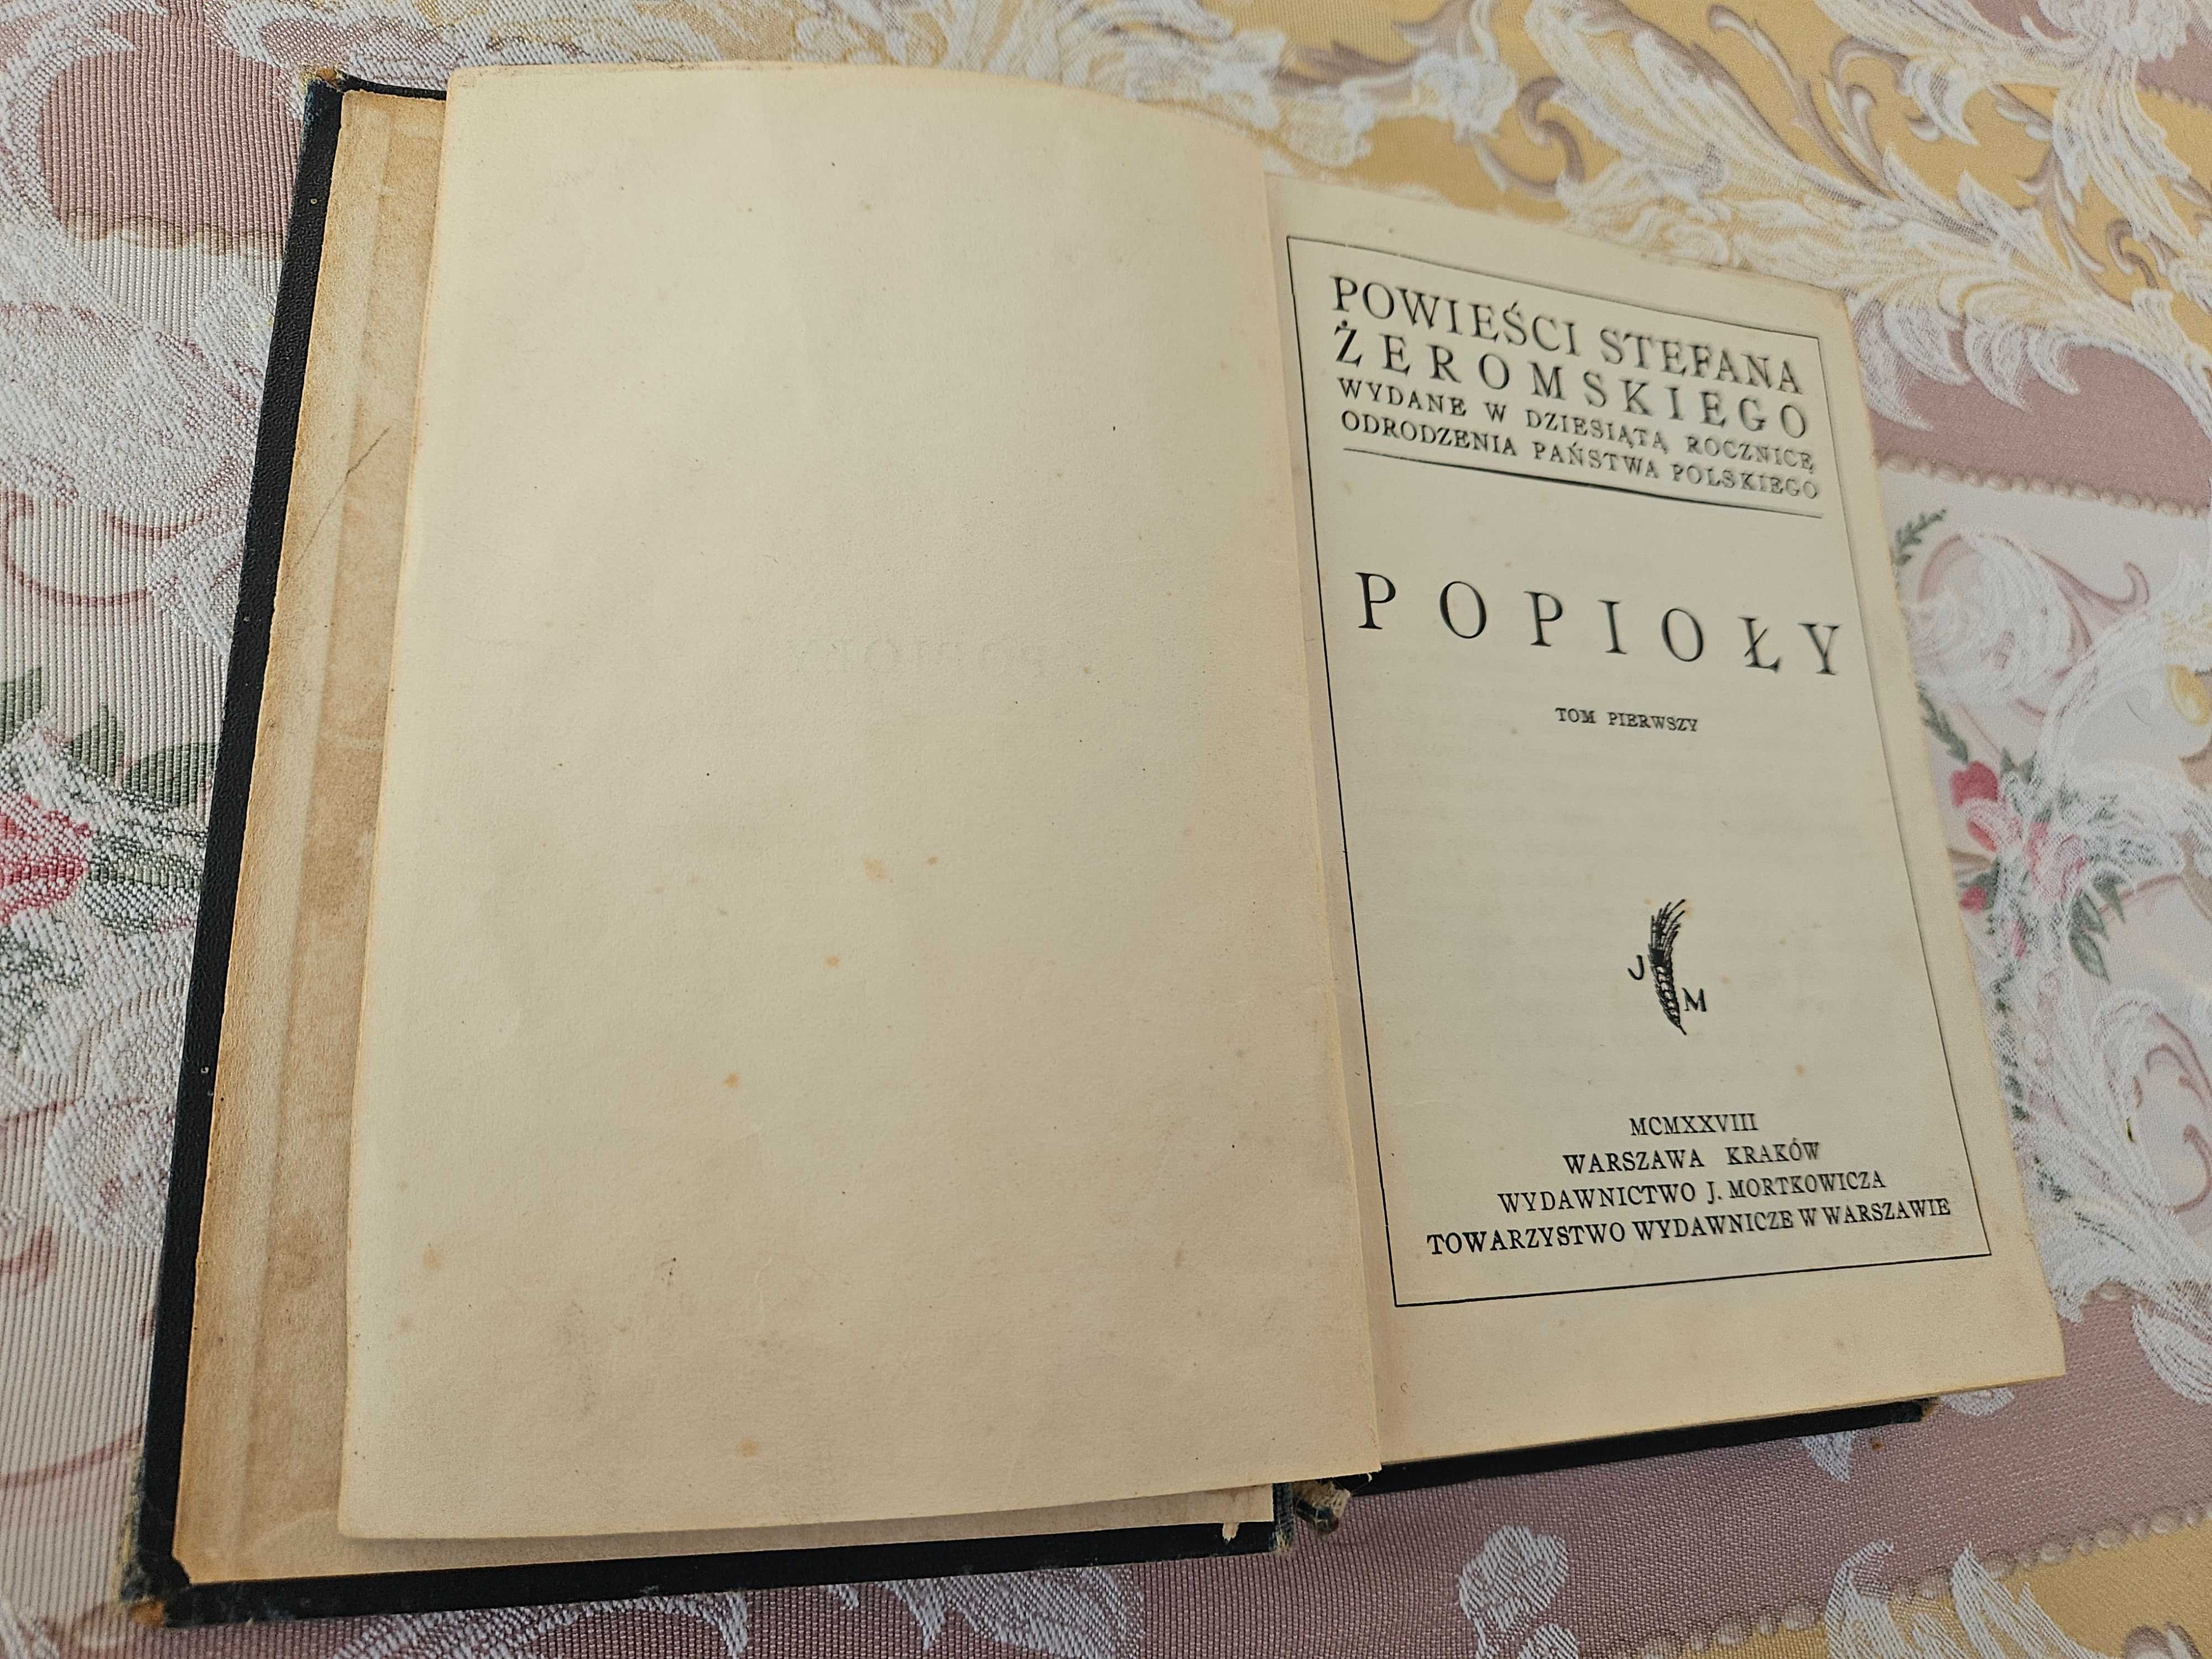 POWIEŚCI STEFANA
ŻEROMSKIEGO
WYDANE W DZIESIĄTĄ ROCZNICĘ
ODRODZENIA PAŃSTWA POLSKIEGO
POPIOŁY
TOM PIERWSZY
J
M
MCMXXVIII
WARSZAWA KRAKÓW
WYDAWNICTWO J. MORTKOWICZA
TOWARZYSTWO WYDAWNICZE W WARSZAWIE